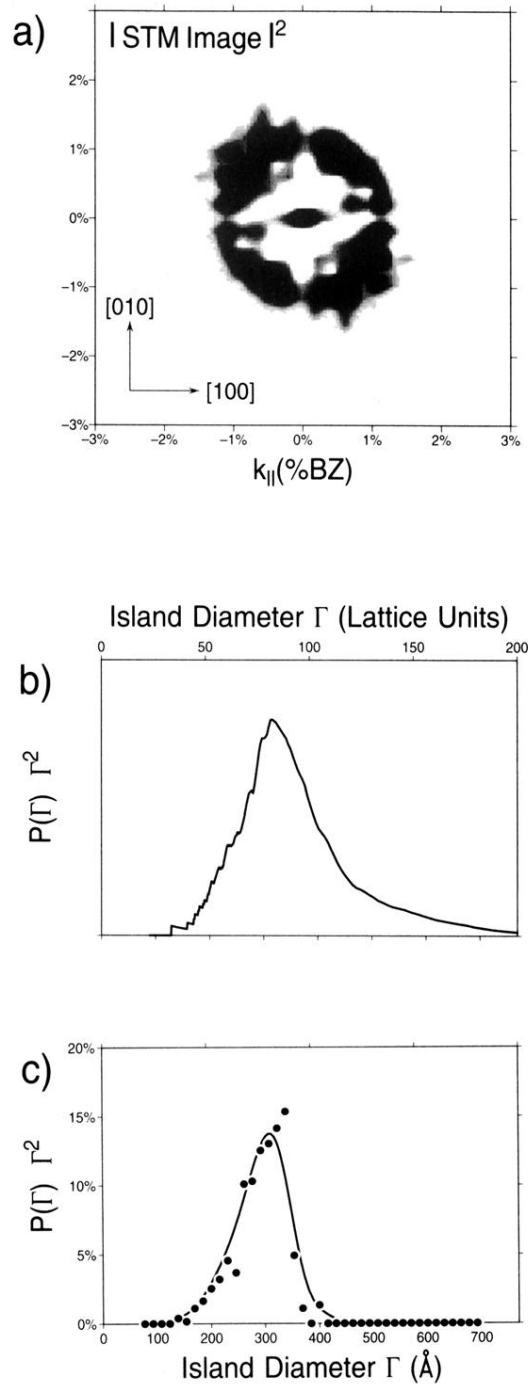 a)
I STM Image I²
2%
1%
0%
-1%
-2%
-3%
[010]
[100]
-3% -2% -1% 0% 1% 2% 3%
k||(%BZ)
Island Diameter Γ (Lattice Units)
0 50 100 150 200
b)
P(Γ) Γ²
c)
20%
15%
10%
5%
0%
P(Γ) Γ²
0 100 200 300 400 500 600 700
Island Diameter Γ (Å)